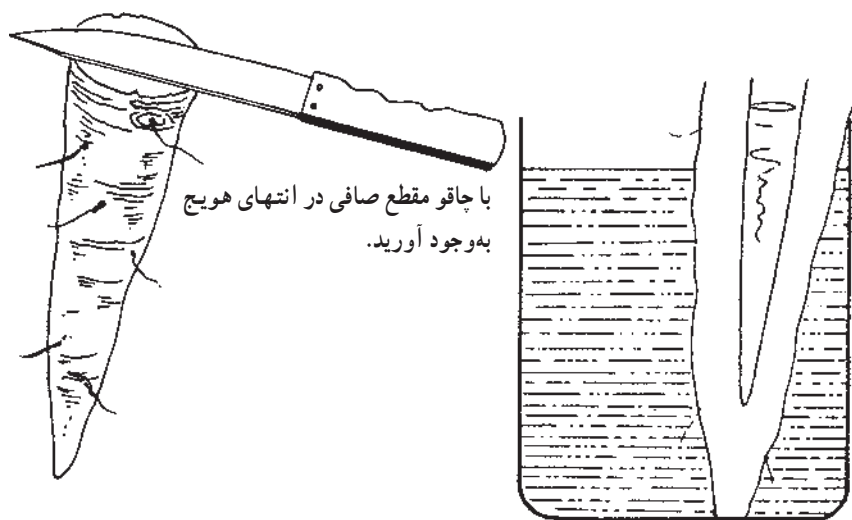 با چاقو مقطع صافی در انتهای هویج
به‌وجود آورید.